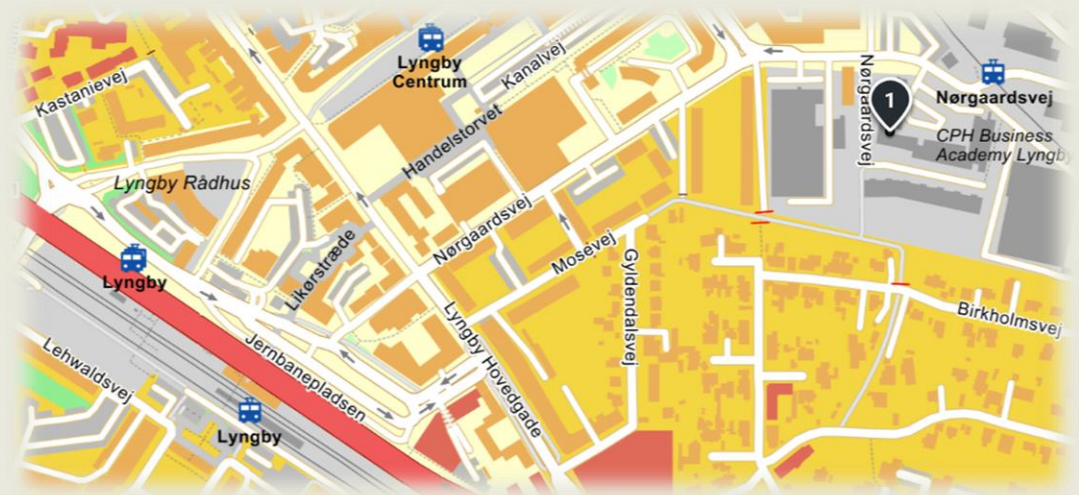 Lyngby
Centrum
Kanalvej
Kastanievej
Nørgaardsvej
1
Nørgaardsvej
CPH Business
Academy Lyngby
Handelstorvet
Lyngby Rådhus
Nørgaardsvej
Mosevej
Likørstræde
Gyldendalsvej
Lyngby
Birkholmsvej
Lyngby Hovedgade
Jernbanepladsen
Lehwaldsvej
Lyngby